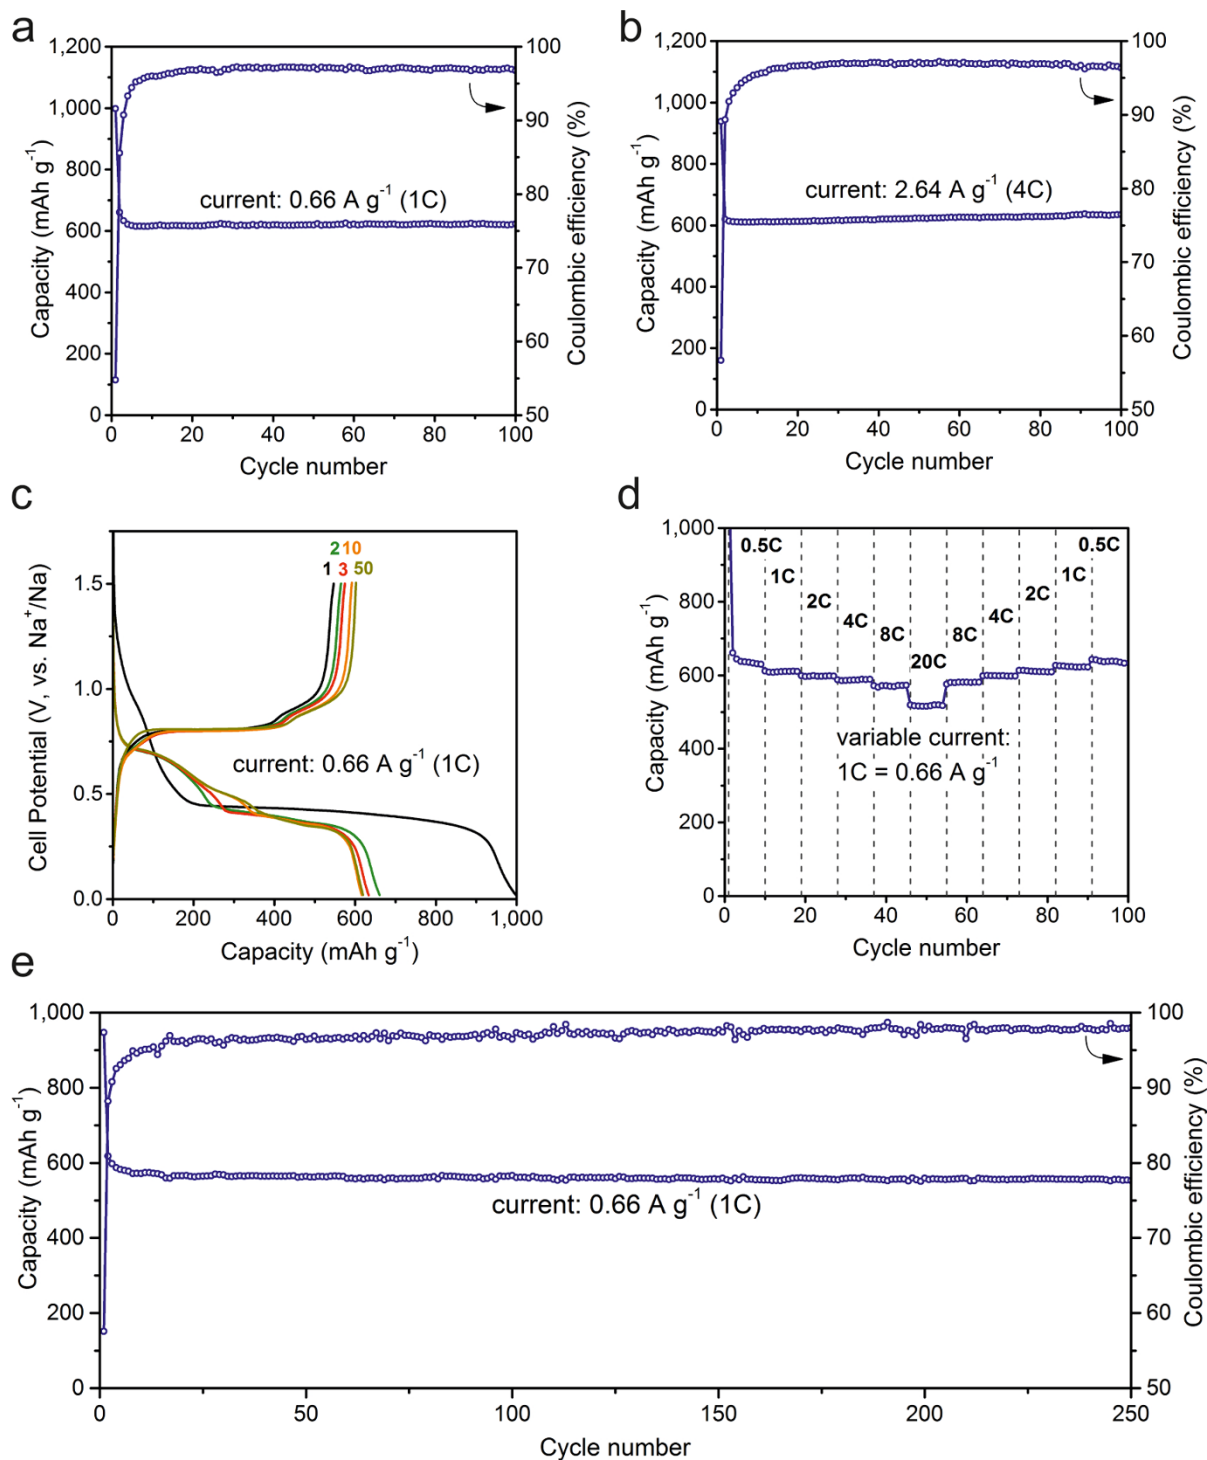 a
1,200
1,000
800
600
400
200
0
Capacity (mAh g⁻¹)
100
90
80
70
60
50
Coulombic efficiency (%)
current: 0.66 A g⁻¹ (1C)
0 20 40 60 80 100
Cycle number
b
1,200
1,000
800
600
400
200
0
Capacity (mAh g⁻¹)
100
90
80
70
60
50
Coulombic efficiency (%)
current: 2.64 A g⁻¹ (4C)
0 20 40 60 80 100
Cycle number
c
1.5
1.0
0.5
0.0
Cell Potential (V, vs. Na⁺/Na)
2 10
1 3 50
current: 0.66 A g⁻¹ (1C)
0 200 400 600 800 1,000
Capacity (mAh g⁻¹)
d
1,000
800
600
400
200
0
Capacity (mAh g⁻¹)
0.5C 1C 2C 4C 8C 20C 8C 4C 2C 1C 0.5C
variable current:
1C = 0.66 A g⁻¹
0 20 40 60 80 100
Cycle number
e
1,000
800
600
400
200
0
Capacity (mAh g⁻¹)
100
90
80
70
60
50
Coulombic efficiency (%)
current: 0.66 A g⁻¹ (1C)
0 50 100 150 200 250
Cycle number